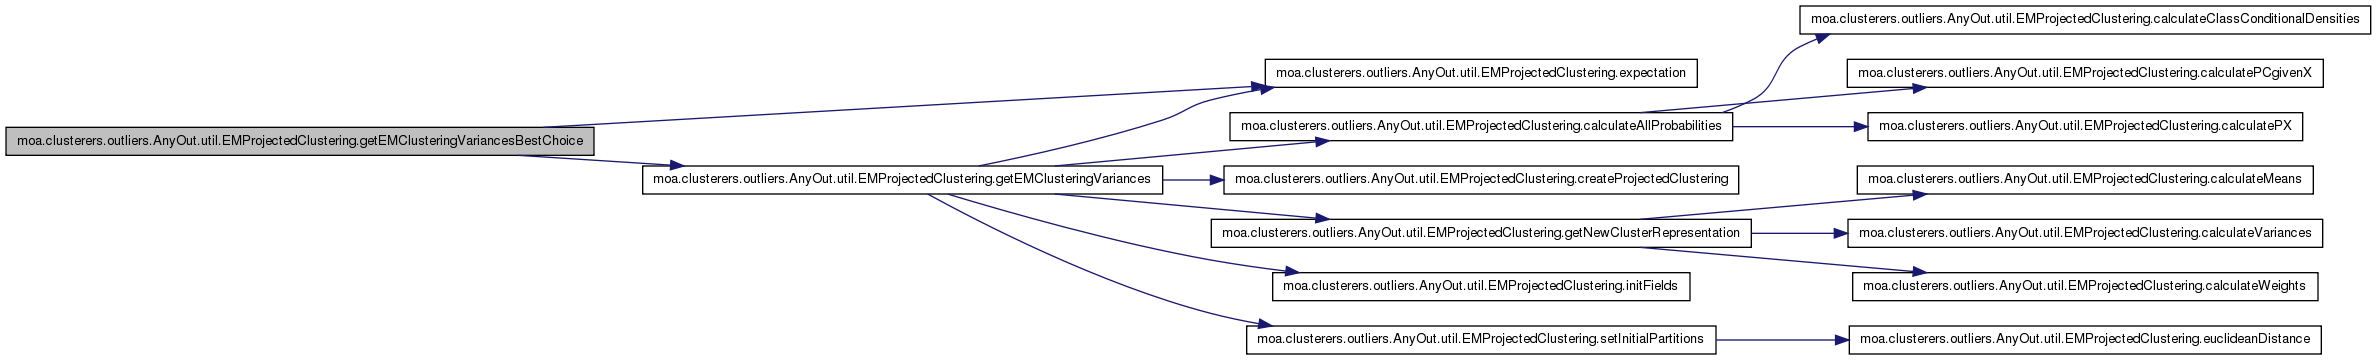 moa.clusterers.outliers.AnyOut.util.EMProjectedClustering.getEMClusteringVariancesBestChoice
moa.clusterers.outliers.AnyOut.util.EMProjectedClustering.getEMClusteringVariances
moa.clusterers.outliers.AnyOut.util.EMProjectedClustering.expectation
moa.clusterers.outliers.AnyOut.util.EMProjectedClustering.calculateAllProbabilities
moa.clusterers.outliers.AnyOut.util.EMProjectedClustering.createProjectedClustering
moa.clusterers.outliers.AnyOut.util.EMProjectedClustering.getNewClusterRepresentation
moa.clusterers.outliers.AnyOut.util.EMProjectedClustering.initFields
moa.clusterers.outliers.AnyOut.util.EMProjectedClustering.setInitialPartitions
moa.clusterers.outliers.AnyOut.util.EMProjectedClustering.calculateClassConditionalDensities
moa.clusterers.outliers.AnyOut.util.EMProjectedClustering.calculatePCgivenX
moa.clusterers.outliers.AnyOut.util.EMProjectedClustering.calculatePX
moa.clusterers.outliers.AnyOut.util.EMProjectedClustering.calculateMeans
moa.clusterers.outliers.AnyOut.util.EMProjectedClustering.calculateVariances
moa.clusterers.outliers.AnyOut.util.EMProjectedClustering.calculateWeights
moa.clusterers.outliers.AnyOut.util.EMProjectedClustering.euclideanDistance